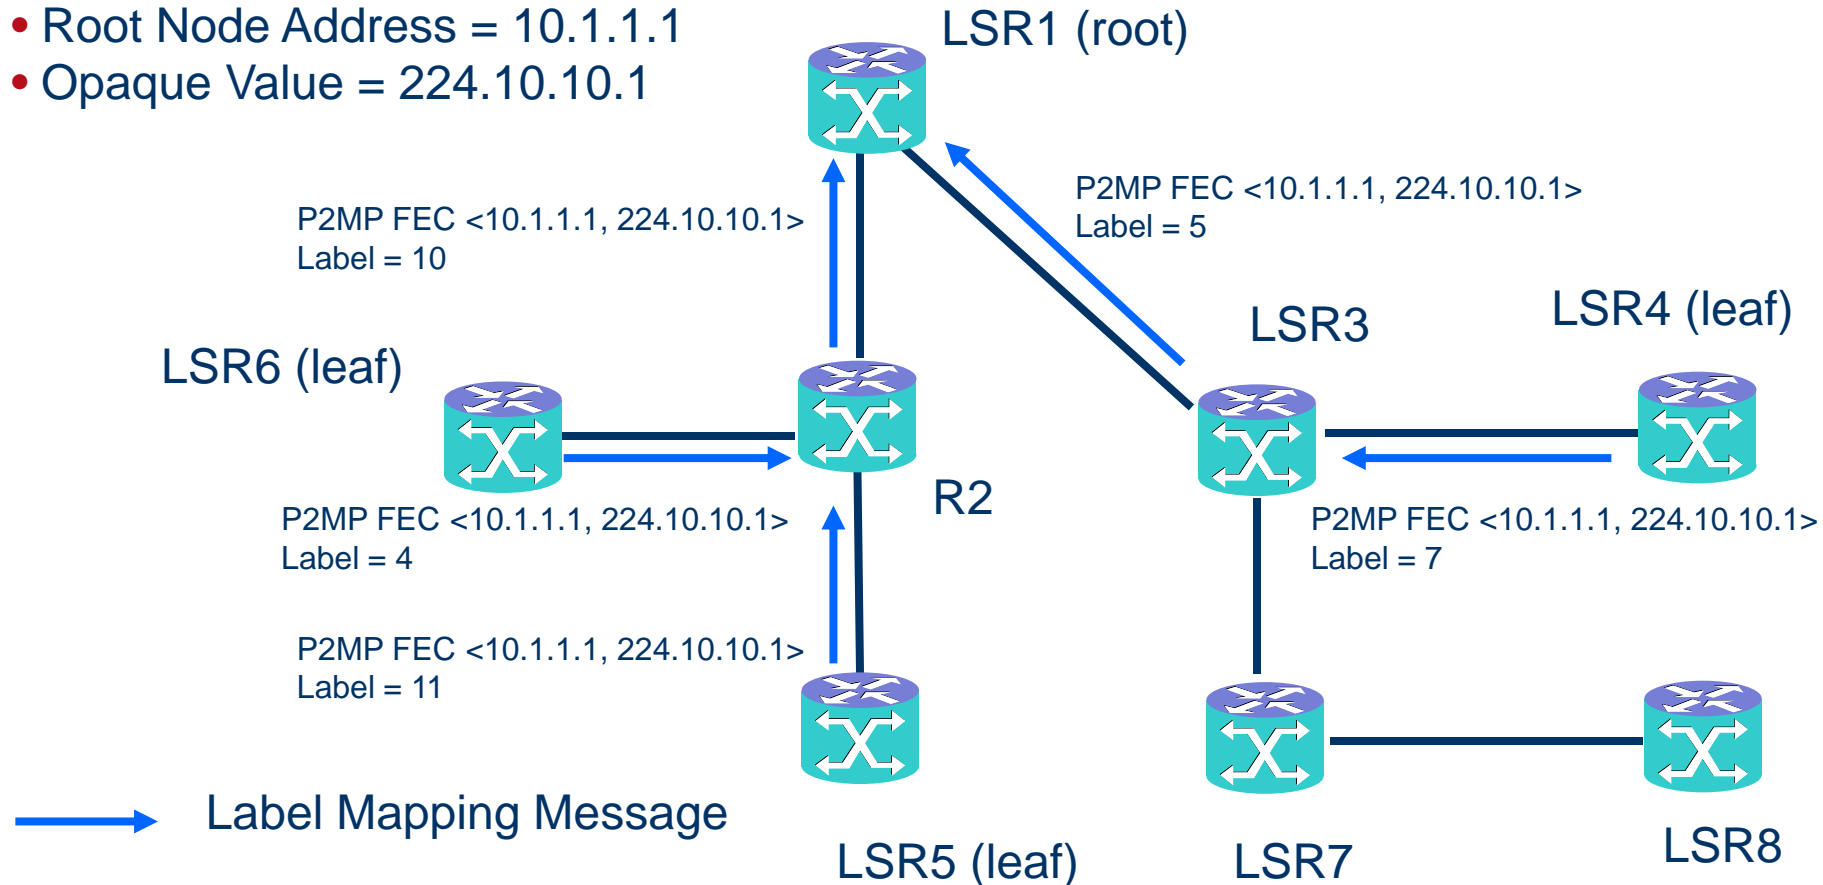 • Root Node Address = 10.1.1.1
• Opaque Value = 224.10.10.1
LSR1 (root)
P2MP FEC <10.1.1.1, 224.10.10.1>
Label = 5
P2MP FEC <10.1.1.1, 224.10.10.1>
Label = 10
LSR3
LSR4 (leaf)
LSR6 (leaf)
R2
P2MP FEC <10.1.1.1, 224.10.10.1>
Label = 4
P2MP FEC <10.1.1.1, 224.10.10.1>
Label = 7
P2MP FEC <10.1.1.1, 224.10.10.1>
Label = 11
Label Mapping Message
LSR5 (leaf)
LSR7
LSR8